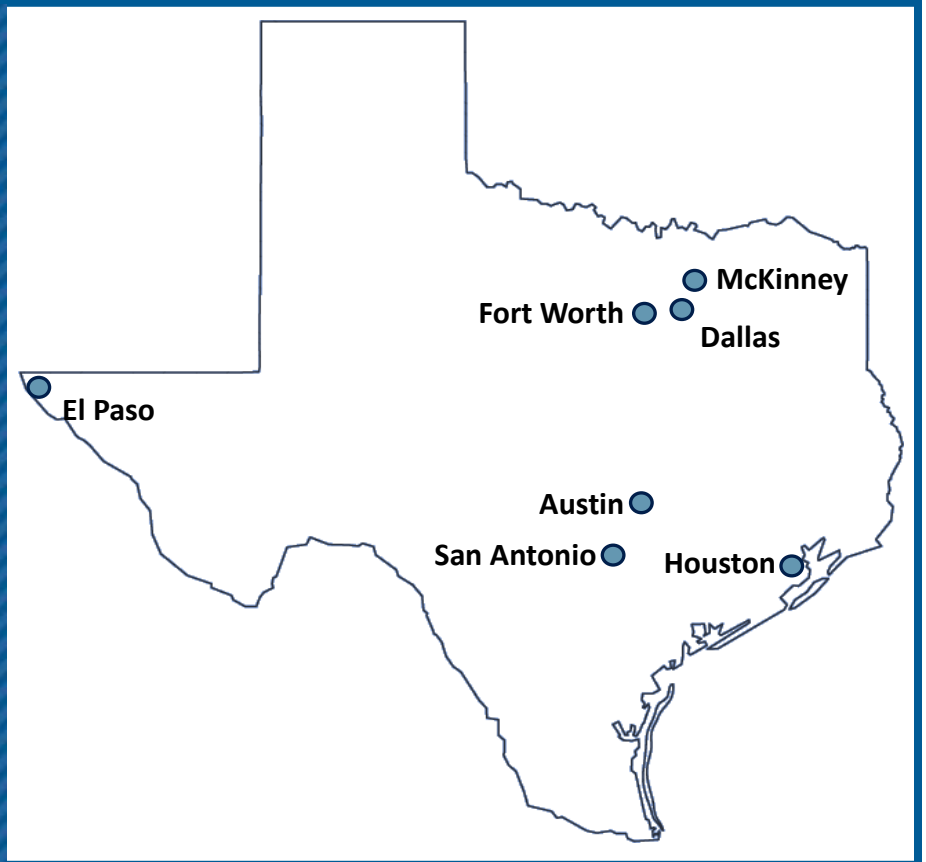 McKinney
Fort Worth
Dallas
El Paso
Austin
San Antonio
Houston